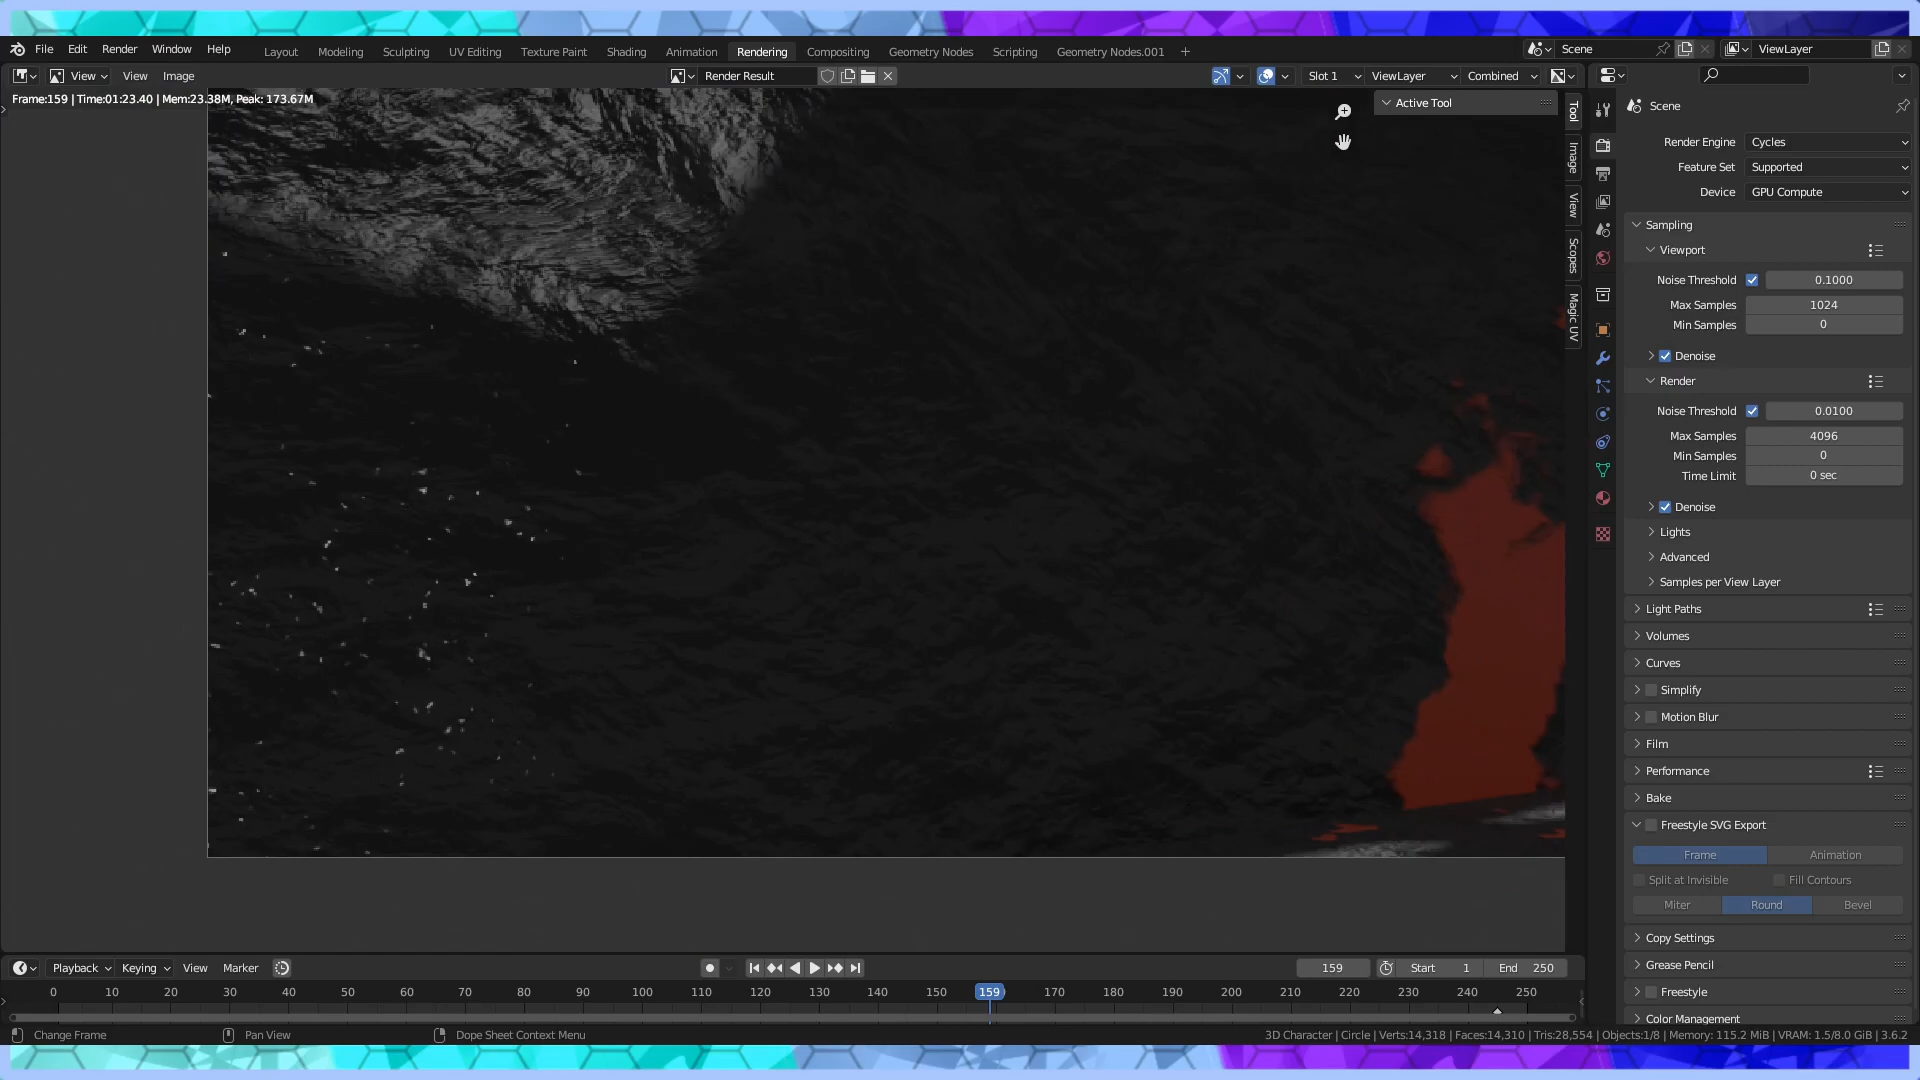 File Edit Render Window Help Layout Modeling Sculpting UV Editing Texture Paint Shading Animation Rendering Compositing Geometry Nodes Scripting Geometry Nodes.001 + Scene ViewLayer
View View Image Render Result Slot 1 ViewLayer Combined
Frame:159 | Time:01:23.40 | Mem:23.38M, Peak: 173.67M
Active Tool
Tool
Image
View
Scopes
Magic UV
Scene
Render Engine Cycles
Feature Set Supported
Device GPU Compute
Sampling
Viewport
Noise Threshold 0.1000
Max Samples 1024
Min Samples 0
Denoise
Render
Noise Threshold 0.0100
Max Samples 4096
Min Samples 0
Time Limit 0 sec
Denoise
Lights
Advanced
Samples per View Layer
Light Paths
Volumes
Curves
Simplify
Motion Blur
Film
Performance
Bake
Freestyle SVG Export
Frame Animation
Split at Invisible Fill Contours
Miter Round Bevel
Copy Settings
Grease Pencil
Freestyle
Color Management
Playback Keying View Marker 159 Start 1 End 250
0 10 20 30 40 50 60 70 80 90 100 110 120 130 140 150 159 170 180 190 200 210 220 230 240 250
Change Frame Pan View Dope Sheet Context Menu 3D Character | Circle | Verts:14,318 | Faces:14,310 | Tris:28,554 | Objects:1/8 | Memory: 115.2 MiB | VRAM: 1.5/8.0 GiB | 3.6.2